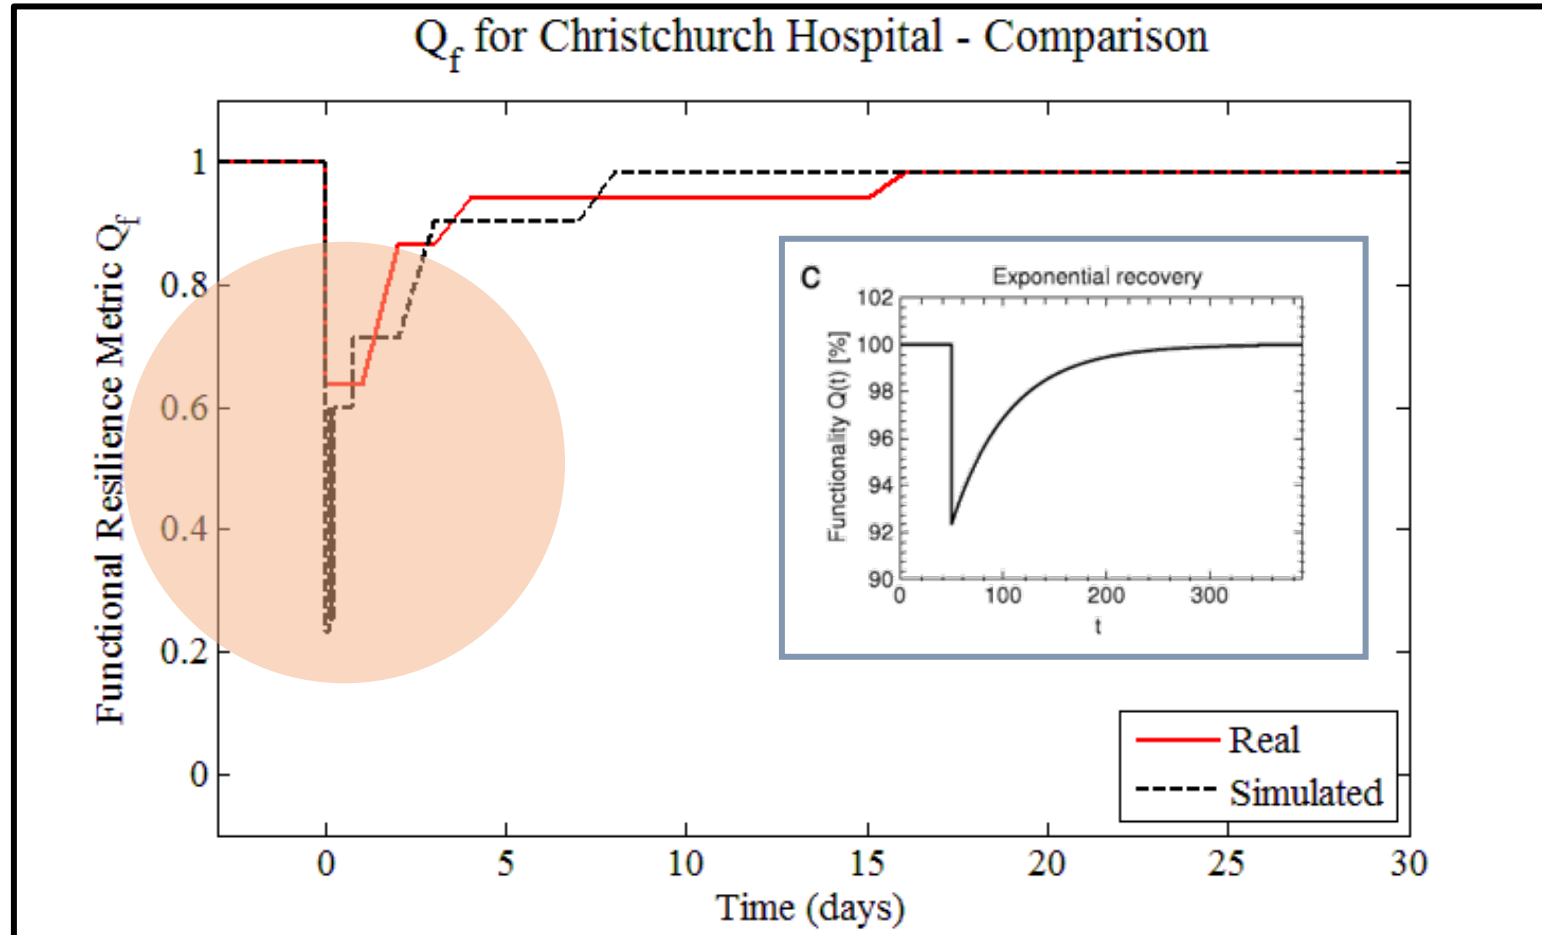 Qf for Christchurch Hospital - Comparison
Functional Resilience Metric Qf
1
0.8
0.6
0.4
0.2
0
0 5 10 15 20 25 30
Time (days)
C
Exponential recovery
Functionality Q(t) [%]
102
100
98
96
94
92
90
0 100 200 300
t
Real
Simulated